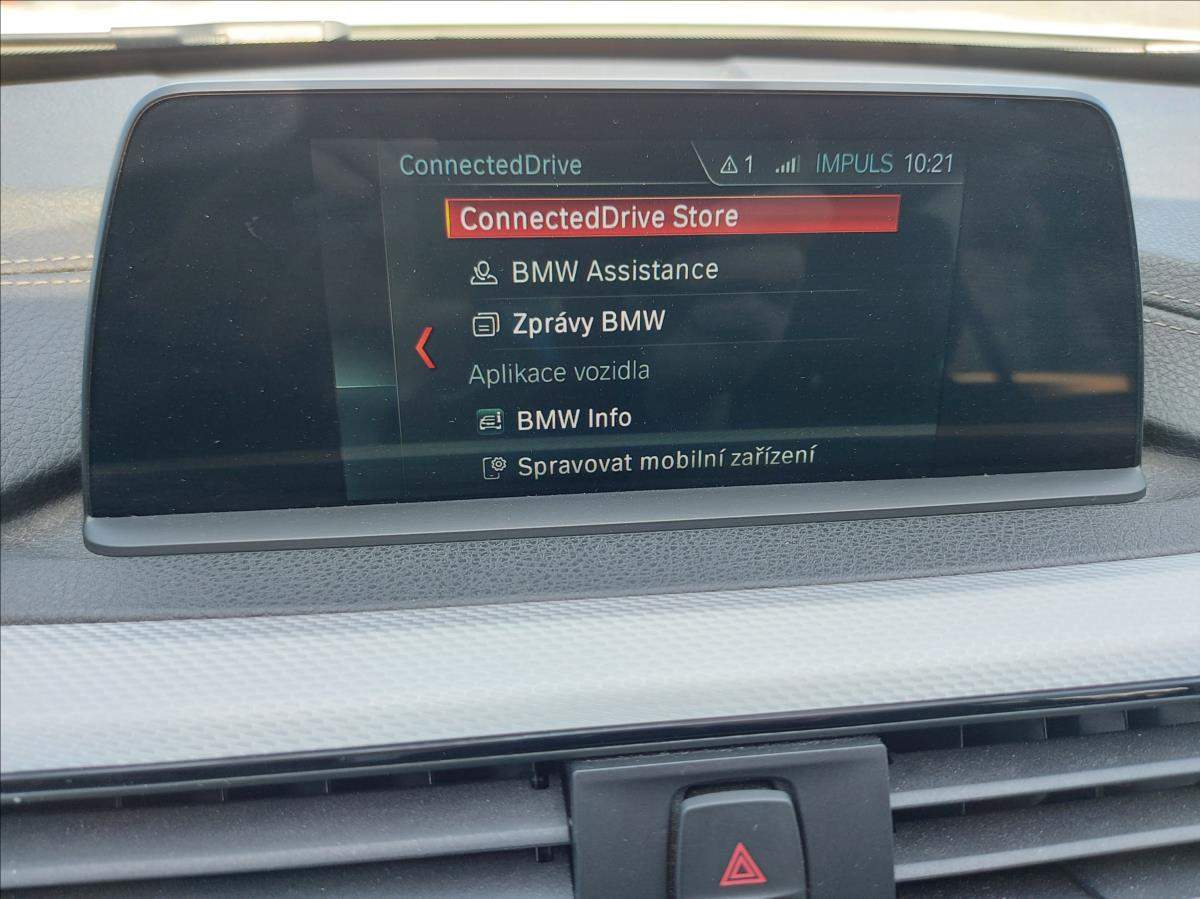 ConnectedDrive 1 IMPULS 10:21
ConnectedDrive Store
BMW Assistance
Zprávy BMW
Aplikace vozidla
BMW Info
Spravovat mobilní zařízení